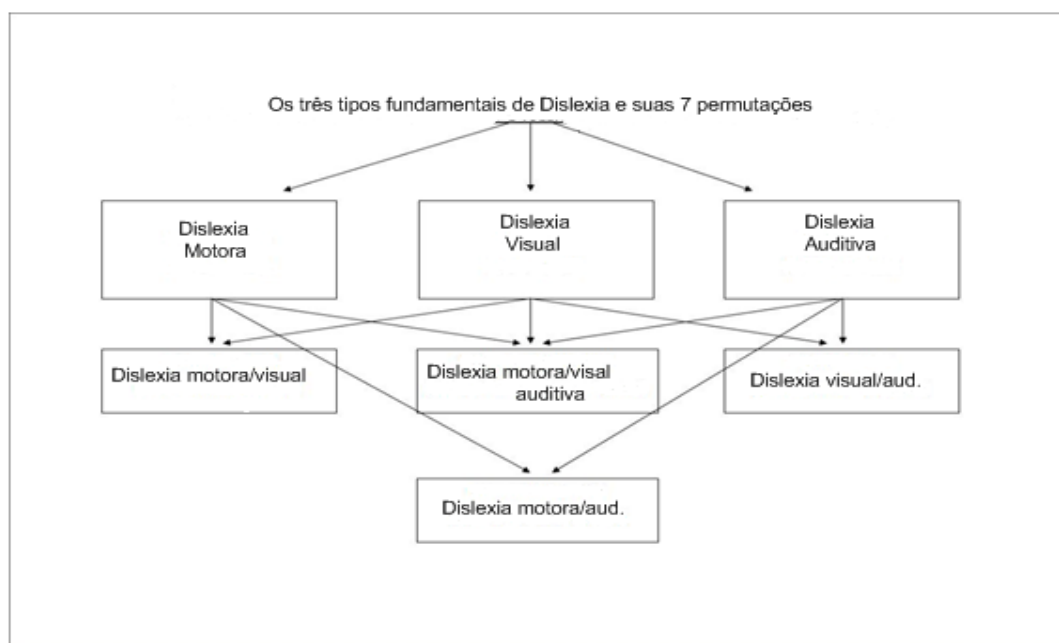 Os três tipos fundamentais de Dislexia e suas 7 permutações
Dislexia
Motora
Dislexia
Visual
Dislexia
Auditiva
Dislexia motora/visual
Dislexia motora/visal
auditiva
Dislexia visual/aud.
Dislexia motora/aud.